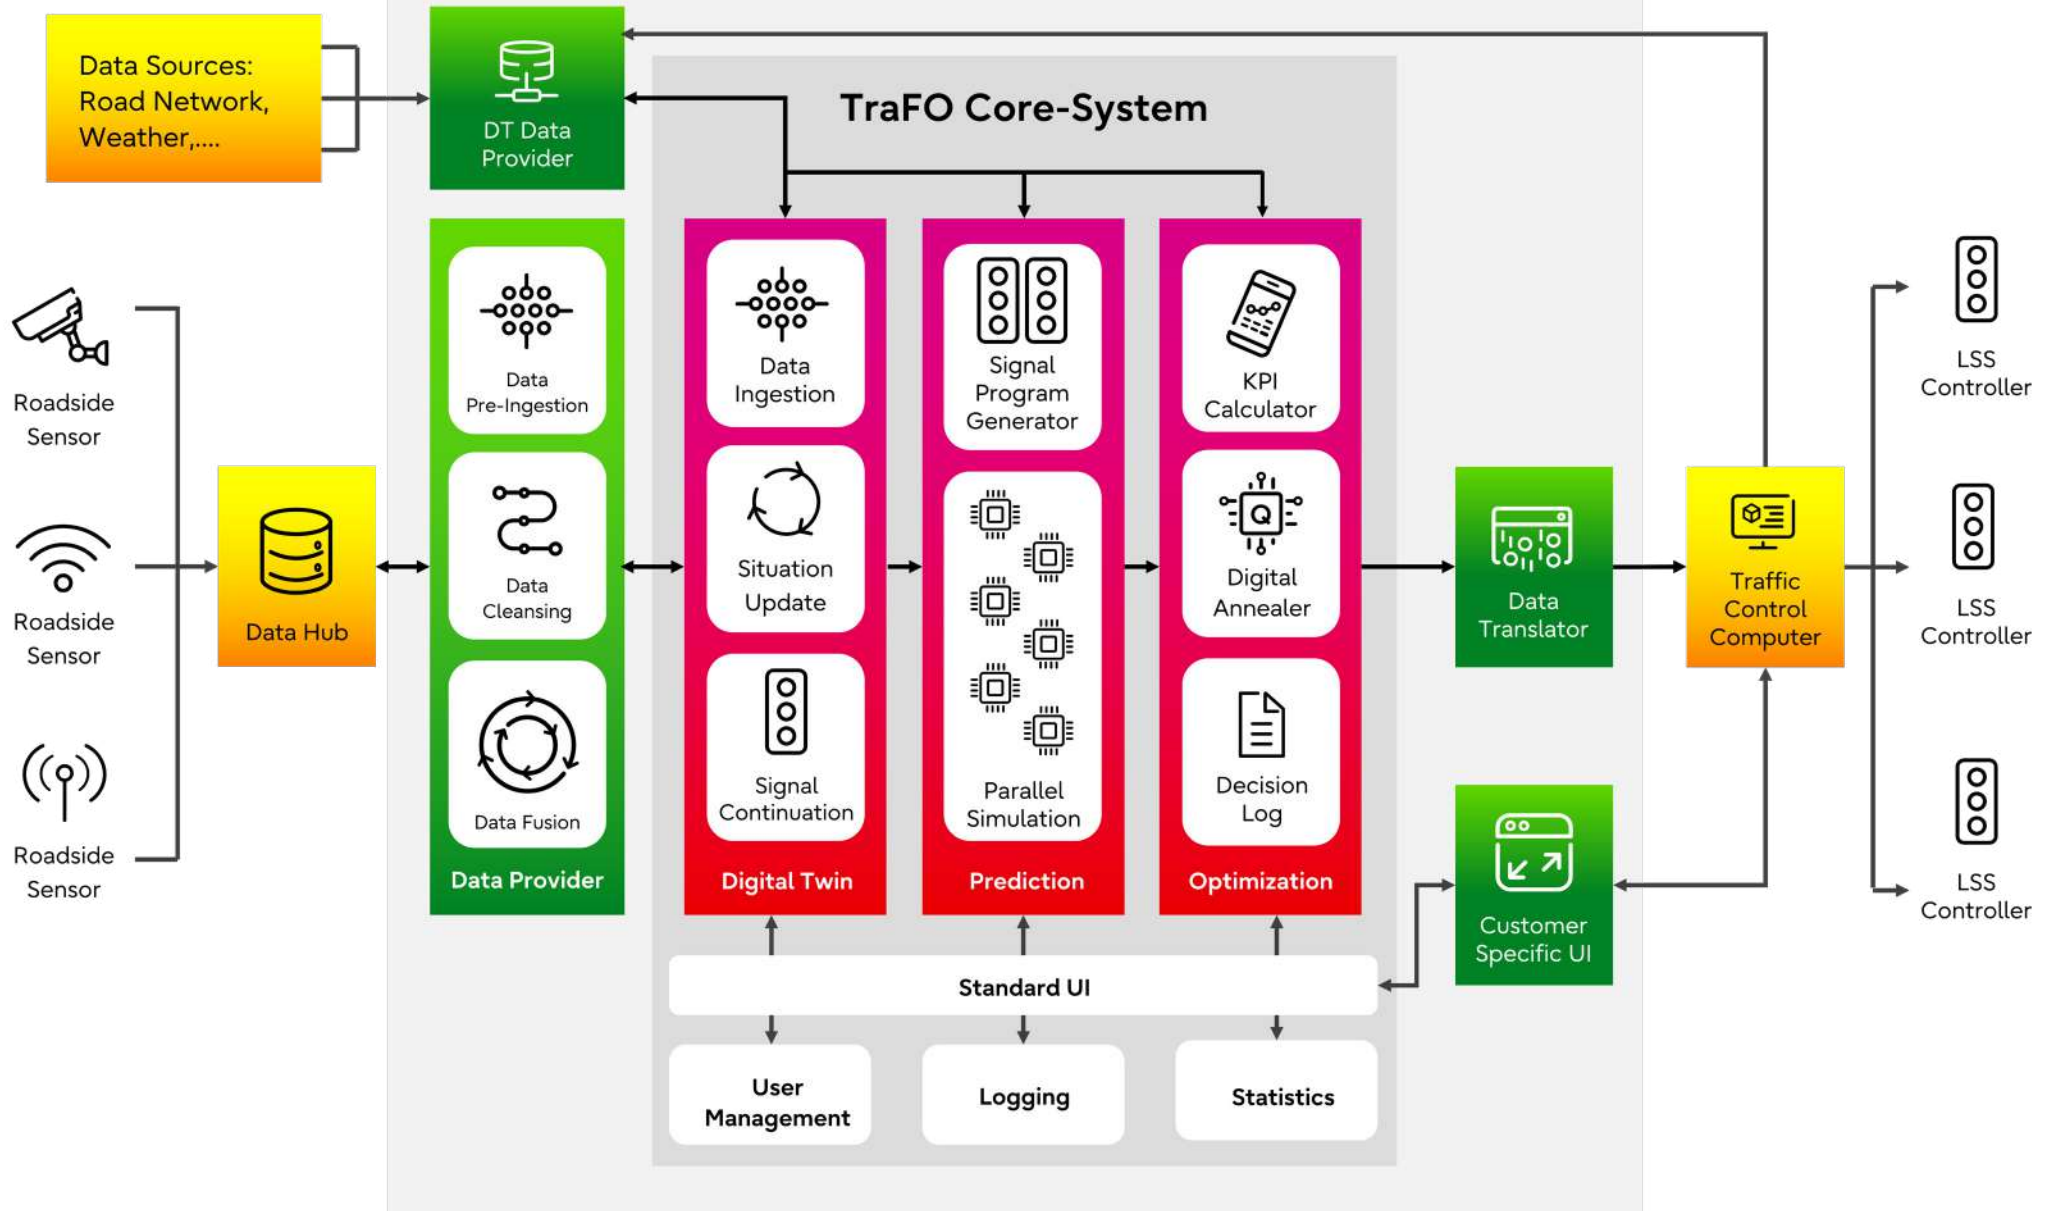 Data Sources:
Road Network,
Weather,....
DT Data
Provider
TraFO Core-System
Roadside
Sensor
Roadside
Sensor
Roadside
Sensor
Data Hub
Data
Pre-Ingestion
Data
Cleansing
Data Fusion
Data Provider
Data
Ingestion
Situation
Update
Signal
Continuation
Digital Twin
Signal
Program
Generator
Parallel
Simulation
Prediction
KPI
Calculator
Q
Digital
Annealer
Decision
Log
Optimization
Data
Translator
Traffic
Control
Computer
LSS
Controller
LSS
Controller
LSS
Controller
Customer
Specific UI
Standard UI
User
Management
Logging
Statistics